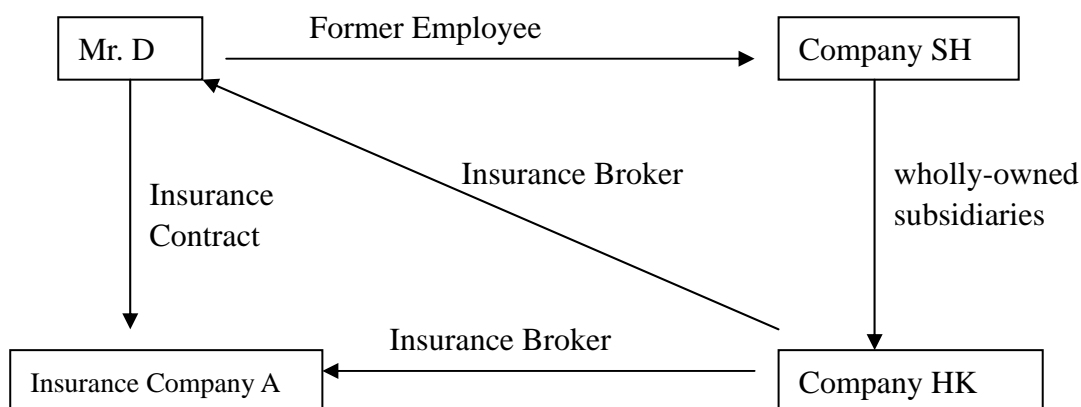 Former Employee
Mr. D
Company SH
Insurance Broker
wholly-owned
subsidiaries
Insurance
Contract
Insurance Broker
Insurance Company A
Company HK